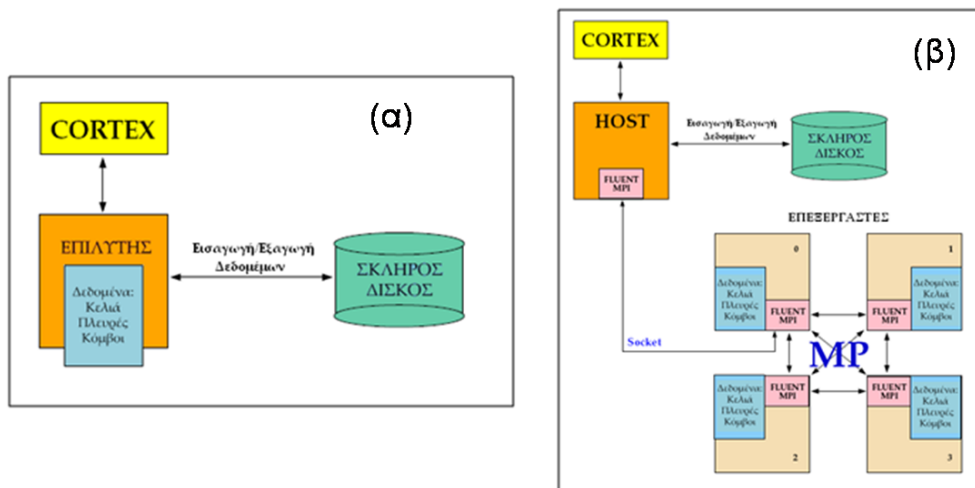 (α)
CORTEX
ΕΠΙΛΥΤΗΣ
Δεδομένα:
Κελιά
Πλευρές
Κόμβοι
Εισαγωγή/Εξαγωγή
Δεδομέμων
ΣΚΛΗΡΟΣ
ΔΙΣΚΟΣ
(β)
CORTEX
HOST
FLUENT
MPI
Εισαγωγή/Εξαγωγή
Δεδομέμων
ΣΚΛΗΡΟΣ
ΔΙΣΚΟΣ
ΕΠΕΞΕΡΓΑΣΤΕΣ
0
Δεδομένα:
Κελιά
Πλευρές
Κόμβοι
FLUENT
MPI
1
Δεδομένα:
Κελιά
Πλευρές
Κόμβοι
FLUENT
MPI
Socket
MP
Δεδομένα:
Κελιά
Πλευρές
Κόμβοι
FLUENT
MPI
2
FLUENT
MPI
Δεδομένα:
Κελιά
Πλευρές
Κόμβοι
3